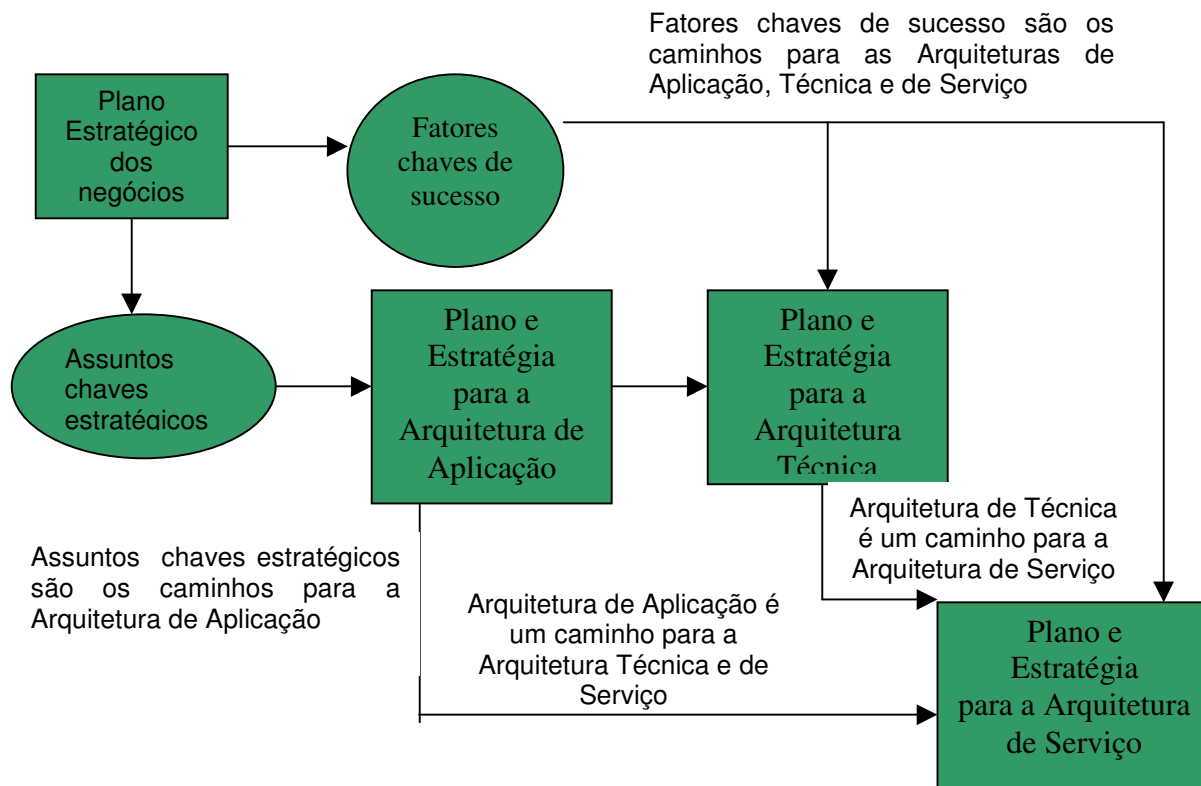 Fatores chaves de sucesso são os
caminhos para as Arquiteturas de
Aplicação, Técnica e de Serviço
Plano
Estratégico
dos
negócios
Fatores
chaves de
sucesso
Assuntos
chaves
estratégicos
Plano e
Estratégia
para a
Arquitetura de
Aplicação
Plano e
Estratégia
para a
Arquitetura
Técnica
Arquitetura de Técnica
é um caminho para a
Arquitetura de Serviço
Assuntos chaves estratégicos
são os caminhos para a
Arquitetura de Aplicação
Arquitetura de Aplicação é
um caminho para a
Arquitetura Técnica e de
Serviço
Plano e
Estratégia
para a Arquitetura
de Serviço